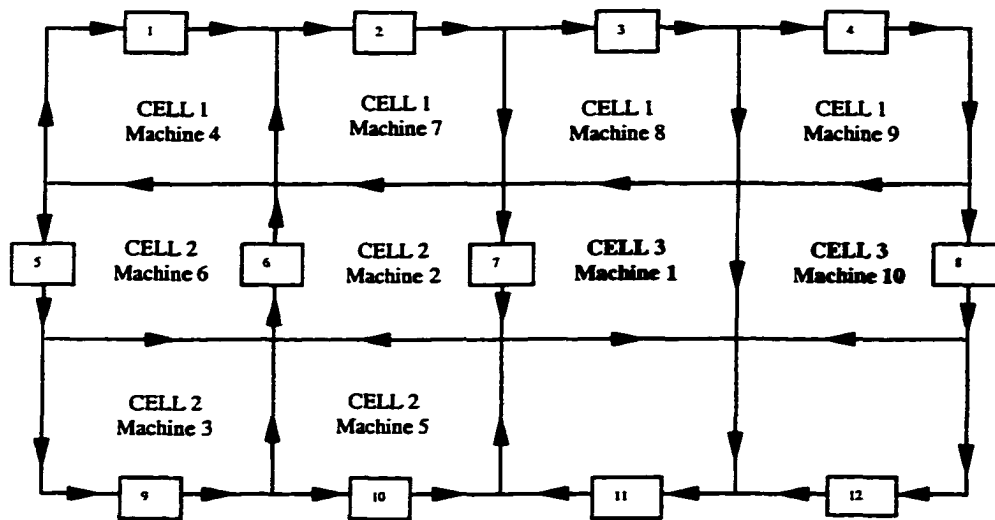 1
2
3
4
CELL 1
Machine 4
CELL 1
Machine 7
CELL 1
Machine 8
CELL 1
Machine 9
5
CELL 2
Machine 6
6
CELL 2
Machine 2
7
CELL 3
Machine 1
CELL 3
Machine 10
8
CELL 2
Machine 3
CELL 2
Machine 5
9
10
11
12